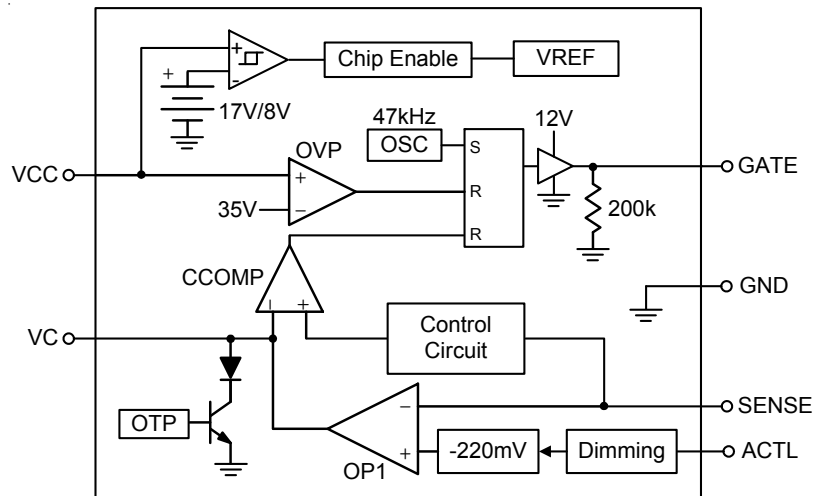 Chip Enable
VREF
17V/8V
47kHz
OSC
12V
OVP
S
VCC
GATE
R
35V
200k
R
CCOMP
GND
VC
Control
Circuit
OTP
SENSE
OP1
-220mV
Dimming
ACTL